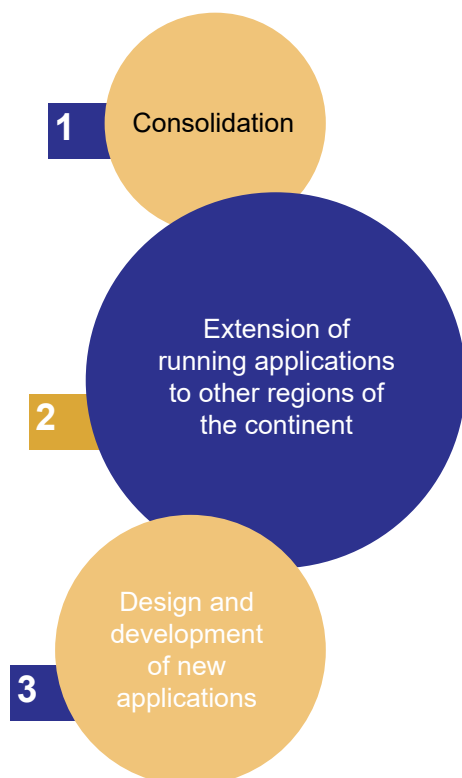 1
Consolidation
2
Extension of
running applications
to other regions of
the continent
3
Design and
development
of new
applications